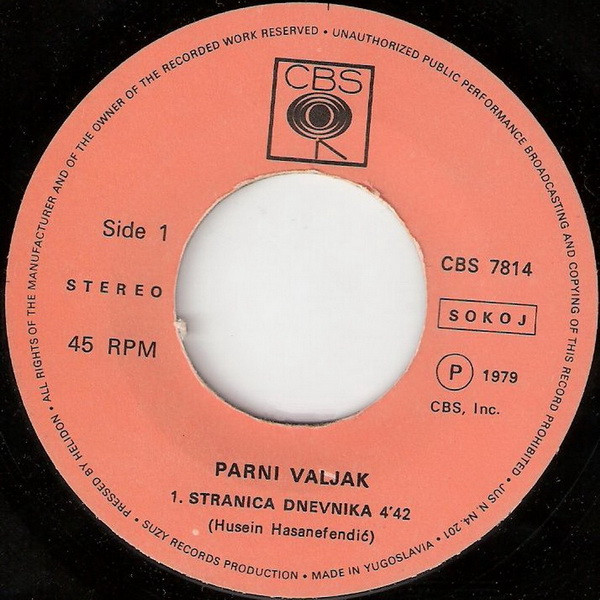 • ALL RIGHTS OF THE MANUFACTURER AND OF THE OWNER OF THE RECORDED WORK RESERVED • UNAUTHORIZED PUBLIC PERFORMANCE BROADCASTING AND COPYING OF THIS RECORD PROHIBITED •
CBS
Side 1
STEREO
45 RPM
CBS 7814
SOKOJ
P 1979
CBS, Inc.
PARNI VALJAK
1. STRANICA DNEVNIKA 4'42
(Husein Hasanefendić)
PRESSED BY HELIDON • SUZY RECORDS PRODUCTION • MADE IN YUGOSLAVIA • JUS N. N4. 201